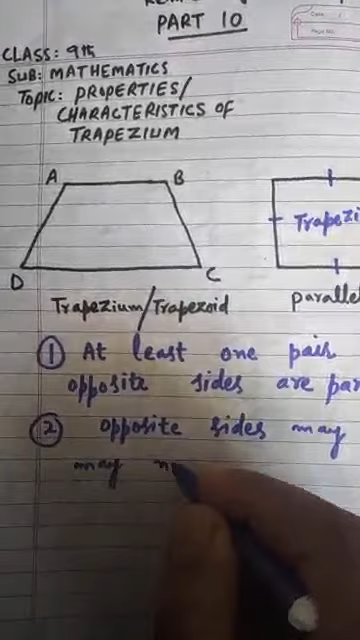 PART 10
CLASS: 9th
SUB: MATHEMATICS
TOPIC: PROPERTIES/
CHARACTERISTICS OF
TRAPEZIUM
A B
D C
Trapezi
Trapezium/Trapezoid
parallel
① At least one pair
opposite sides are par
② opposite sides may
may